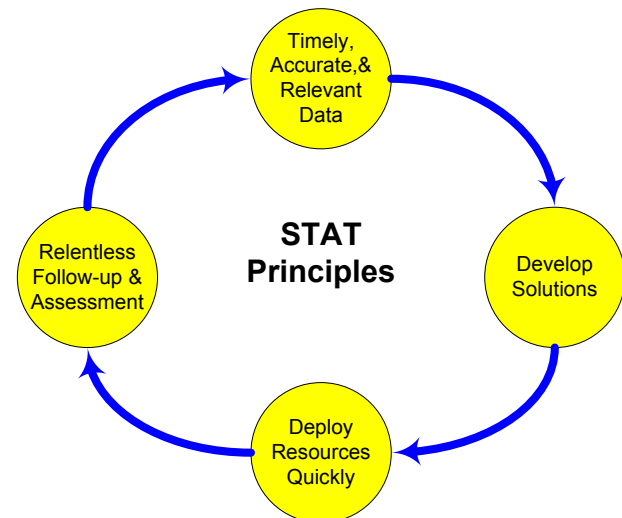 Timely,
Accurate,&
Relevant
Data
STAT
Principles
Develop
Solutions
Deploy
Resources
Quickly
Relentless
Follow-up &
Assessment